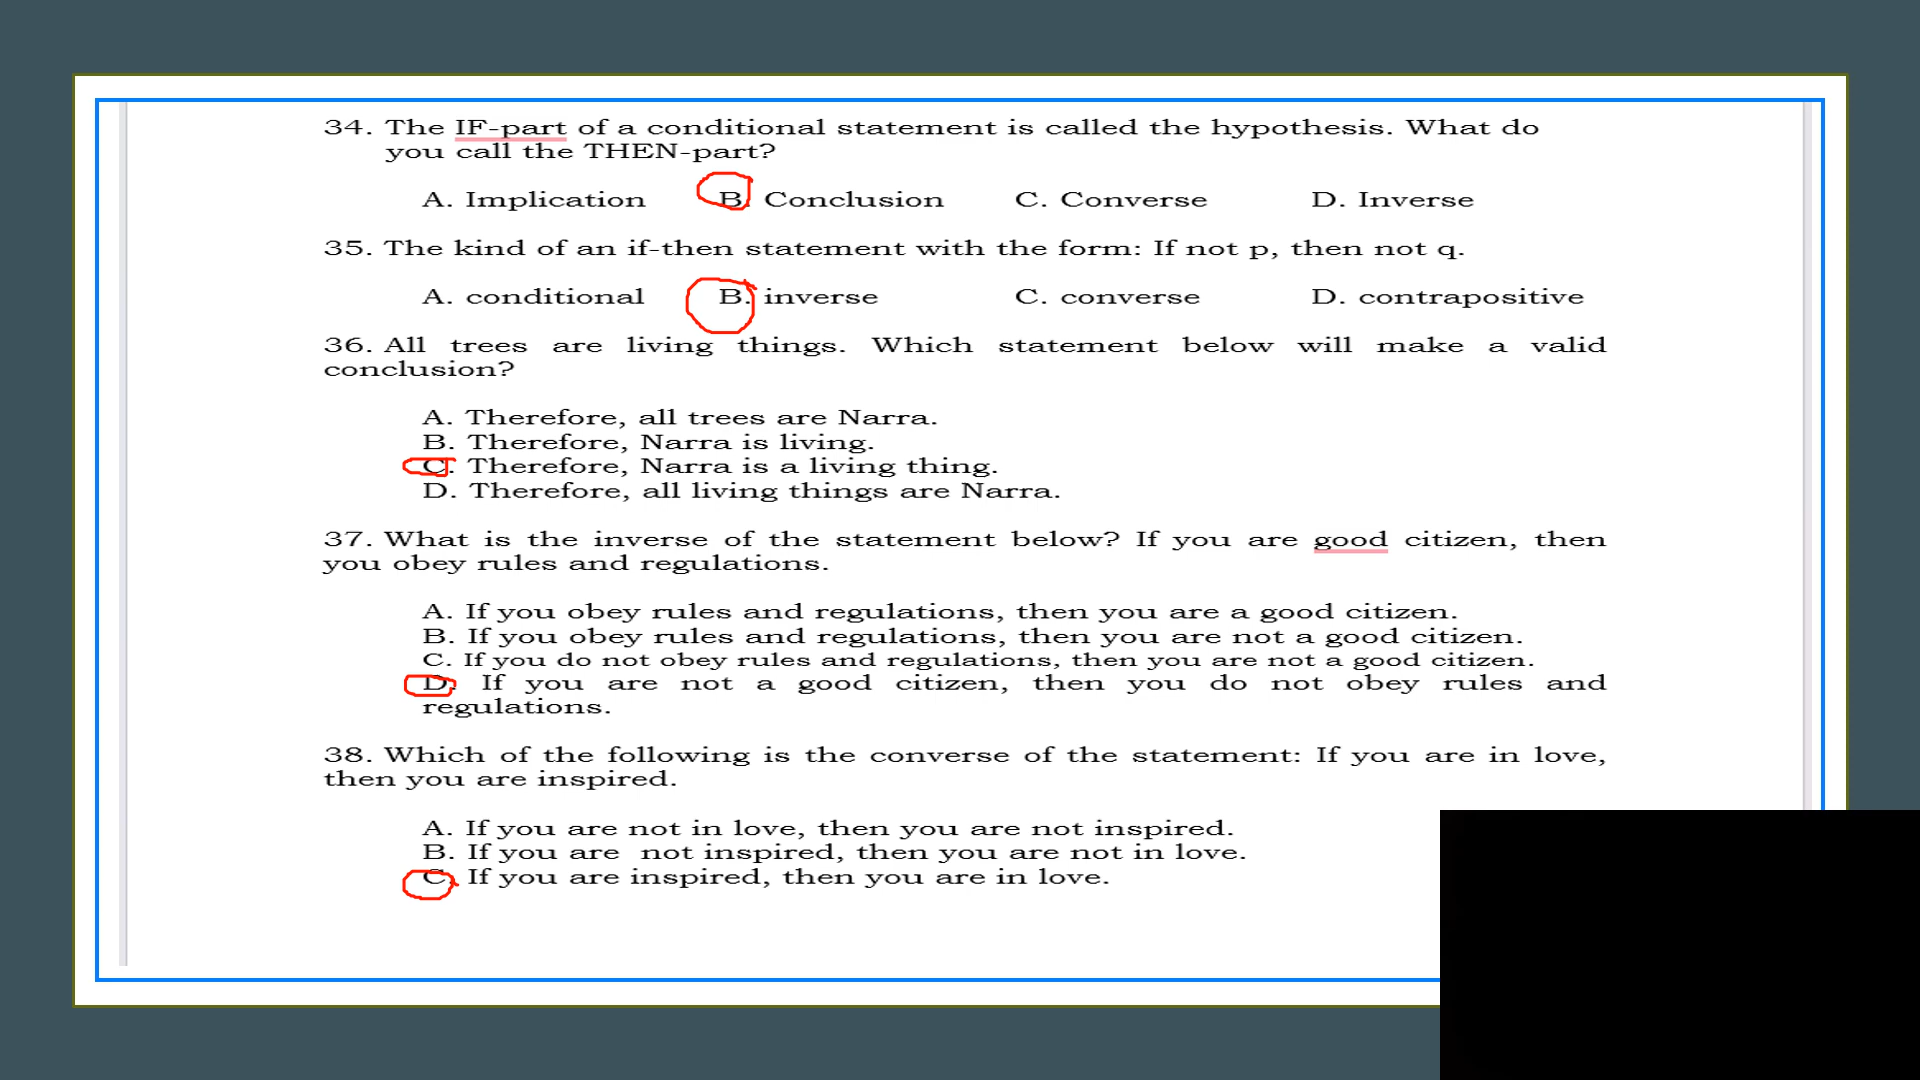 34. The IF-part of a conditional statement is called the hypothesis. What do
you call the THEN-part?
A. Implication B. Conclusion C. Converse D. Inverse
35. The kind of an if-then statement with the form: If not p, then not q.
A. conditional B. inverse C. converse D. contrapositive
36. All trees are living things. Which statement below will make a valid
conclusion?
A. Therefore, all trees are Narra.
B. Therefore, Narra is living.
C. Therefore, Narra is a living thing.
D. Therefore, all living things are Narra.
37. What is the inverse of the statement below? If you are good citizen, then
you obey rules and regulations.
A. If you obey rules and regulations, then you are a good citizen.
B. If you obey rules and regulations, then you are not a good citizen.
C. If you do not obey rules and regulations, then you are not a good citizen.
D. If you are not a good citizen, then you do not obey rules and
regulations.
38. Which of the following is the converse of the statement: If you are in love,
then you are inspired.
A. If you are not in love, then you are not inspired.
B. If you are not inspired, then you are not in love.
C. If you are inspired, then you are in love.